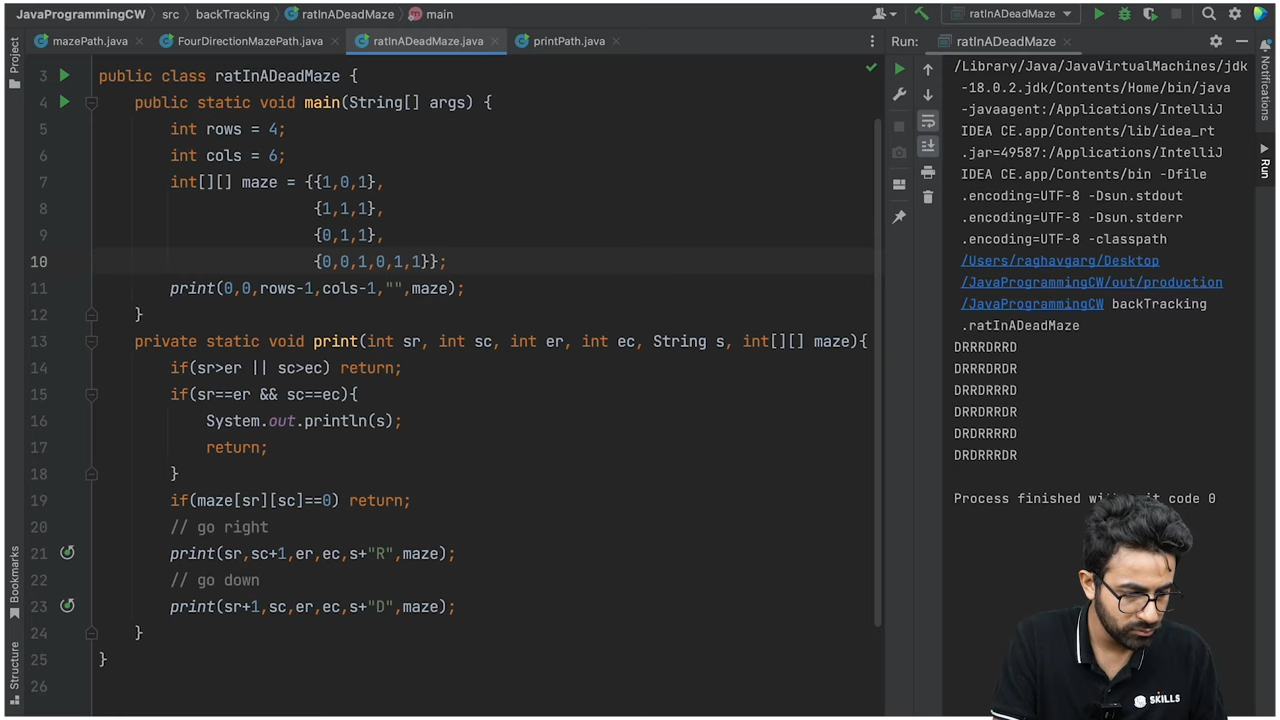 JavaProgrammingCW
src
backTracking
ratInADeadMaze
main
ratInADeadMaze
mazePath.java
FourDirectionMazePath.java
ratInADeadMaze.java
printPath.java
Run:
ratInADeadMaze
Project
Notifications
Run
Bookmarks
Structure
3 public class ratInADeadMaze {
4 public static void main(String[] args) {
5 int rows = 4;
6 int cols = 6;
7 int[][] maze = {{1,0,1},
8 {1,1,1},
9 {0,1,1},
10 {0,0,1,0,1,1}};
11 print(0,0,rows-1,cols-1,"",maze);
12 }
13 private static void print(int sr, int sc, int er, int ec, String s, int[][] maze){
14 if(sr>er || sc>ec) return;
15 if(sr==er && sc==ec){
16 System.out.println(s);
17 return;
18 }
19 if(maze[sr][sc]==0) return;
20 // go right
21 print(sr,sc+1,er,ec,s+"R",maze);
22 // go down
23 print(sr+1,sc,er,ec,s+"D",maze);
24 }
25 }
26
/Library/Java/JavaVirtualMachines/jdk
-18.0.2.jdk/Contents/Home/bin/java
-javaagent:/Applications/IntelliJ
IDEA CE.app/Contents/lib/idea_rt
.jar=49587:/Applications/IntelliJ
IDEA CE.app/Contents/bin -Dfile
.encoding=UTF-8 -Dsun.stdout
.encoding=UTF-8 -Dsun.stderr
.encoding=UTF-8 -classpath
/Users/raghavgarg/Desktop
/JavaProgrammingCW/out/production
/JavaProgrammingCW backTracking
.ratInADeadMaze
DRRRDRRD
DRRRDRDR
DRRDRRRD
DRRDRRDR
DRDRRRRD
DRDRRRDR
Process finished code 0
SKILLS